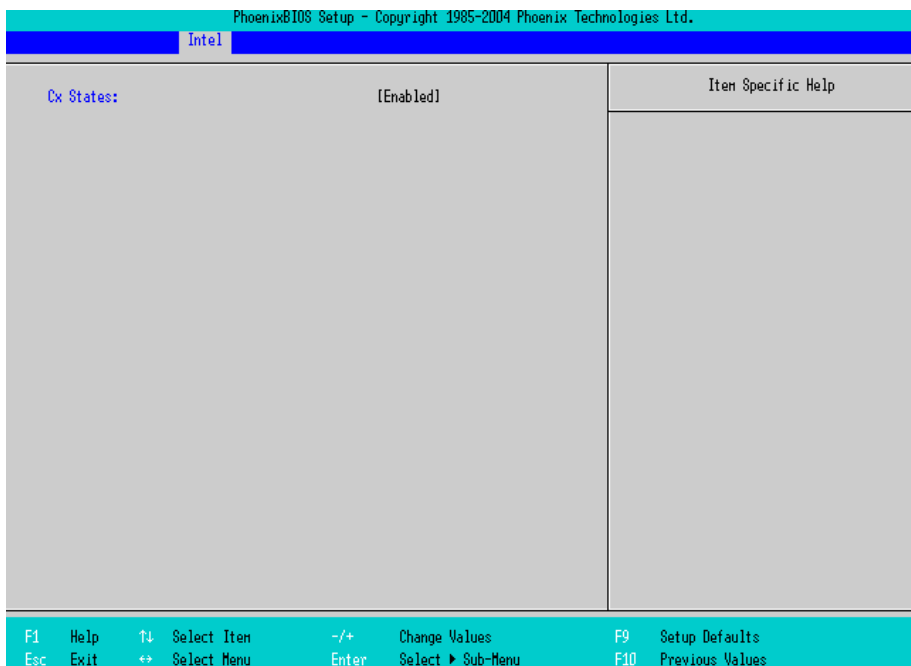 PhoenixBIOS Setup - Copyright 1985-2004 Phoenix Technologies Ltd.
Intel
Cx States: [Enabled]
Item Specific Help
F1 Help ↑↓ Select Item -/+ Change Values F9 Setup Defaults
Esc Exit ↔ Select Menu Enter Select ▶ Sub-Menu F10 Previous Values